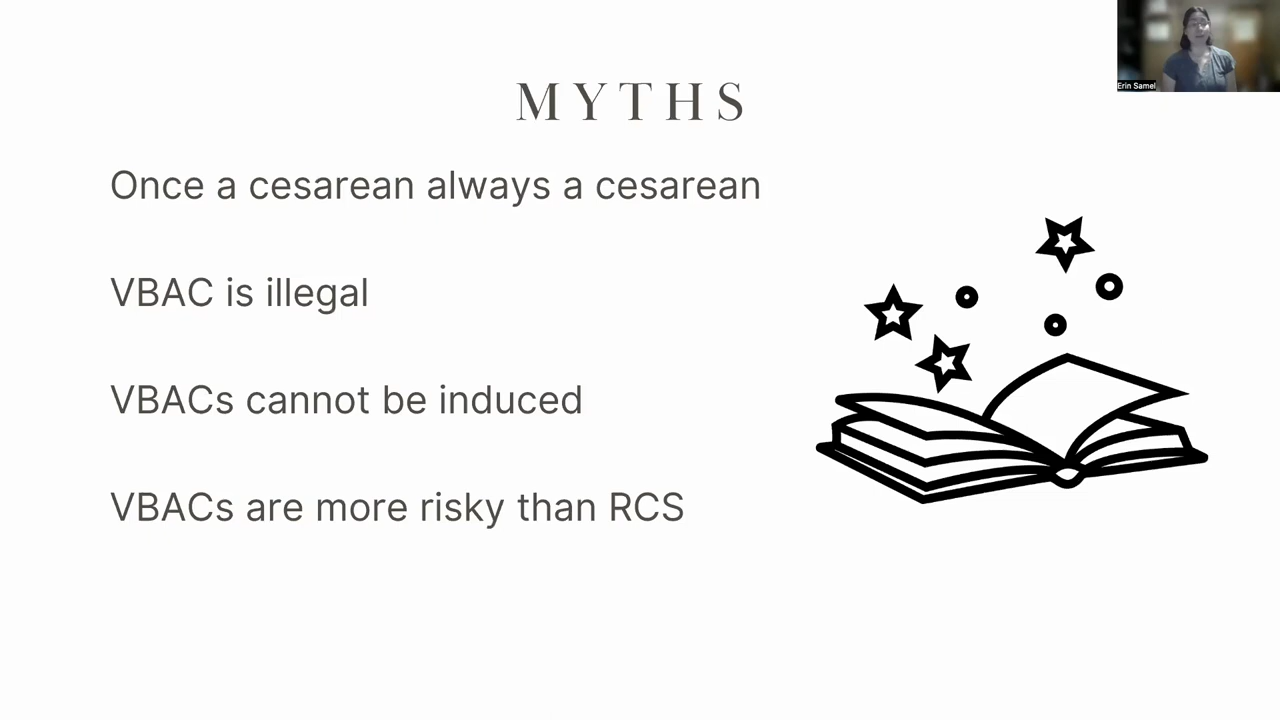 Erin Samel
MYTHS
Once a cesarean always a cesarean
VBAC is illegal
VBACs cannot be induced
VBACs are more risky than RCS